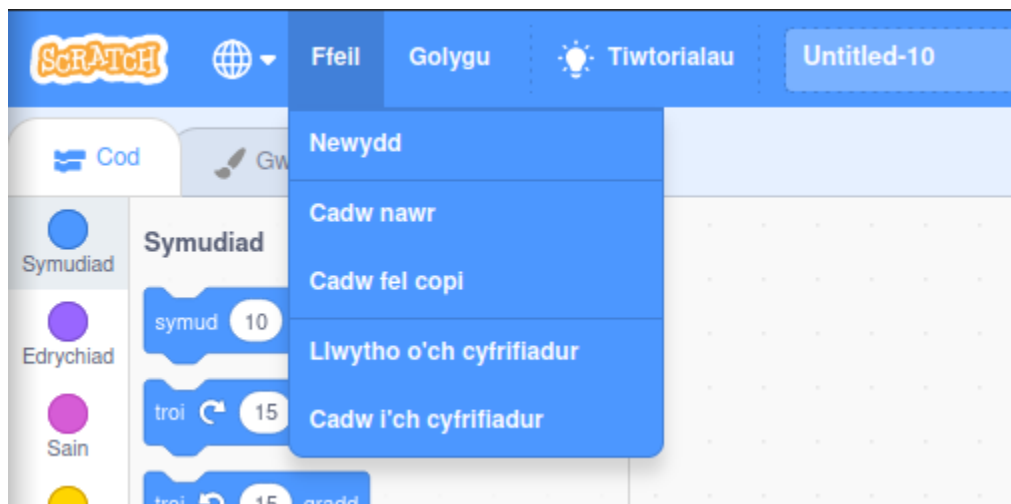 SCRATCH
Ffeil
Golygu
Tiwtorialau
Untitled-10
Newydd
Cadw nawr
Cadw fel copi
Llwytho o'ch cyfrifiadur
Cadw i'ch cyfrifiadur
Cod
Symudiad
Edrychiad
Sain
Symudiad
symud 10
troi 15
troi 15 gradd